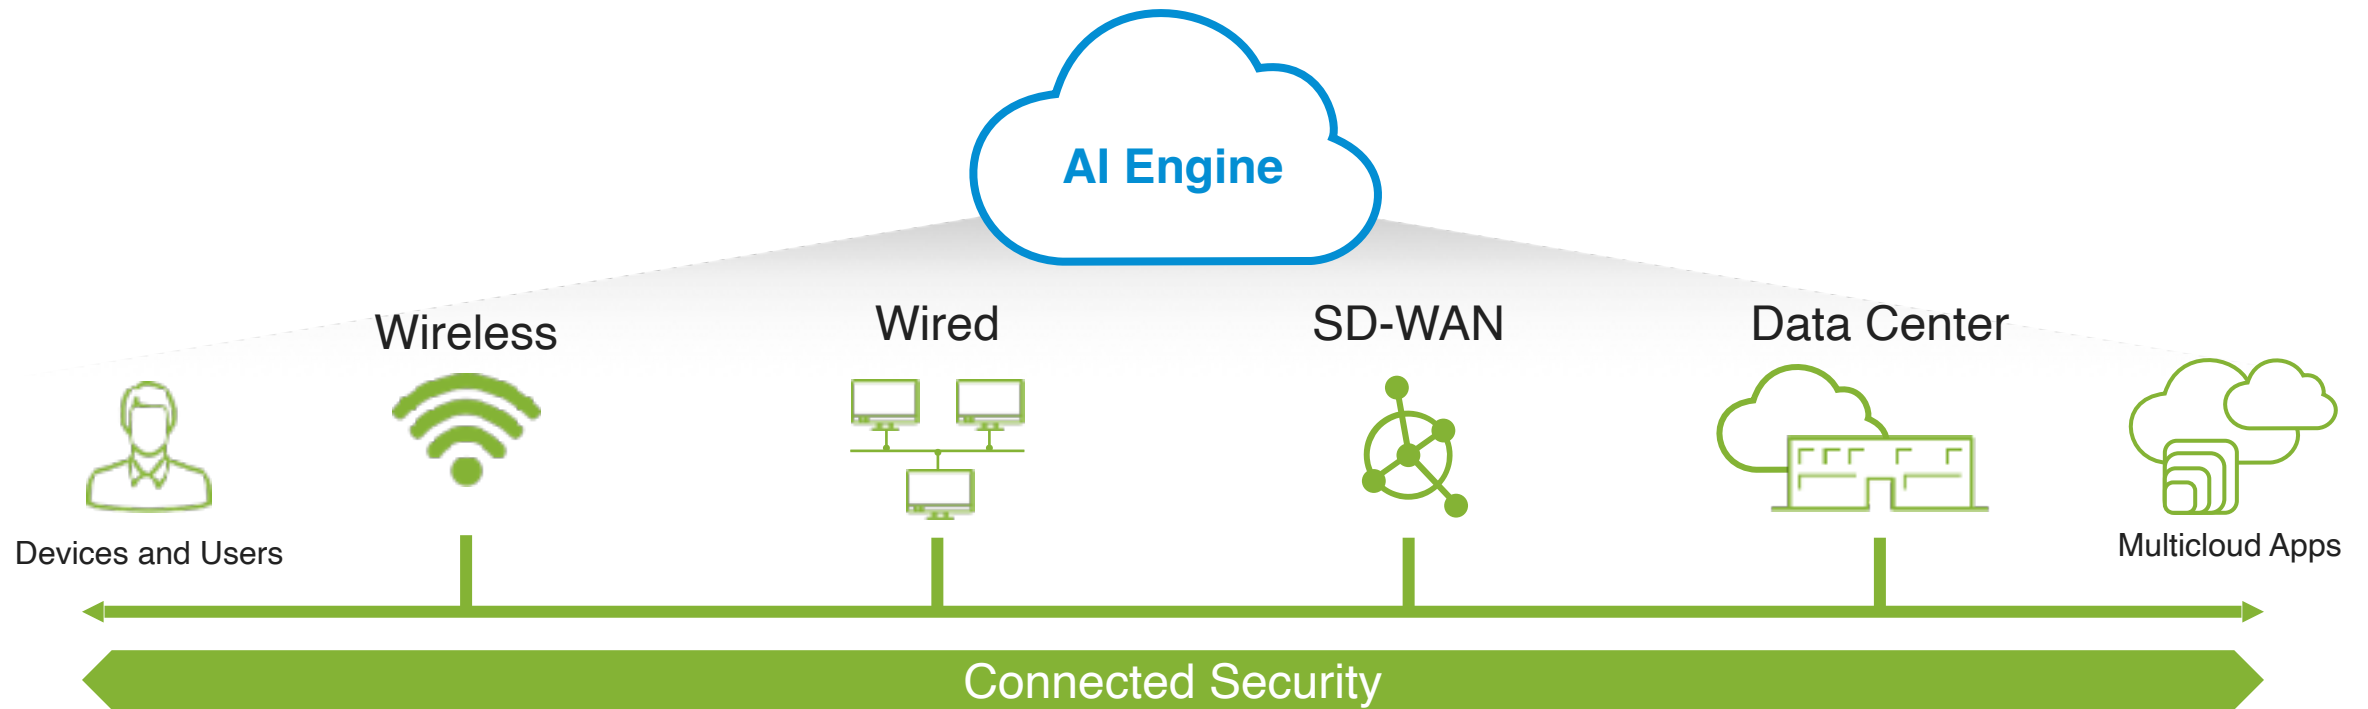 AI Engine
Wireless
Wired
SD-WAN
Data Center
Devices and Users
Multicloud Apps
Connected Security